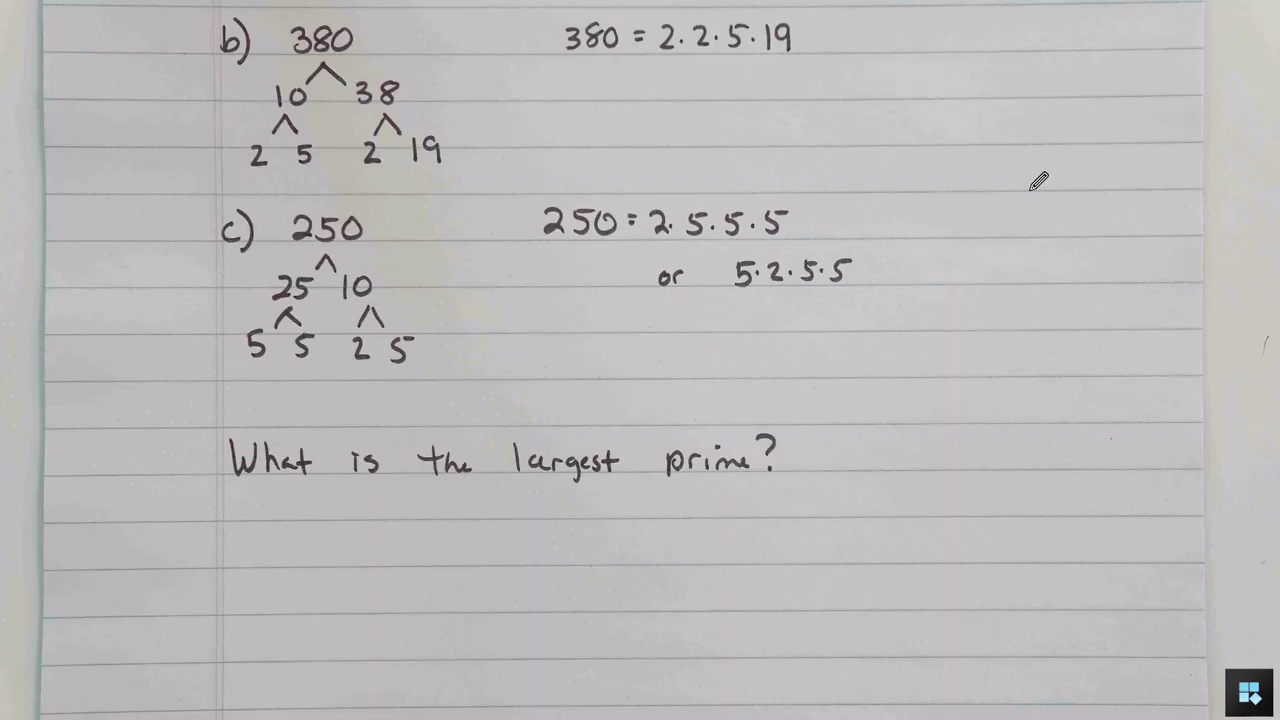 b) 380 380 = 2·2·5·19
10 38
2 5 2 19
c) 250 250 = 2·5·5·5
25 10 or 5·2·5·5
5 5 2 5
What is the largest prime?